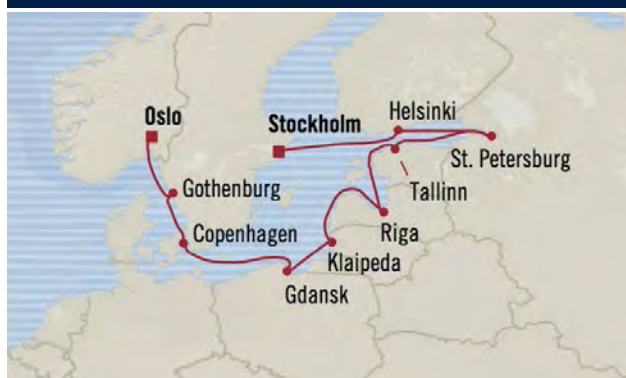 Oslo
Stockholm
Helsinki
St. Petersburg
Gothenburg
Tallinn
Copenhagen
Riga
Klaipeda
Gdansk